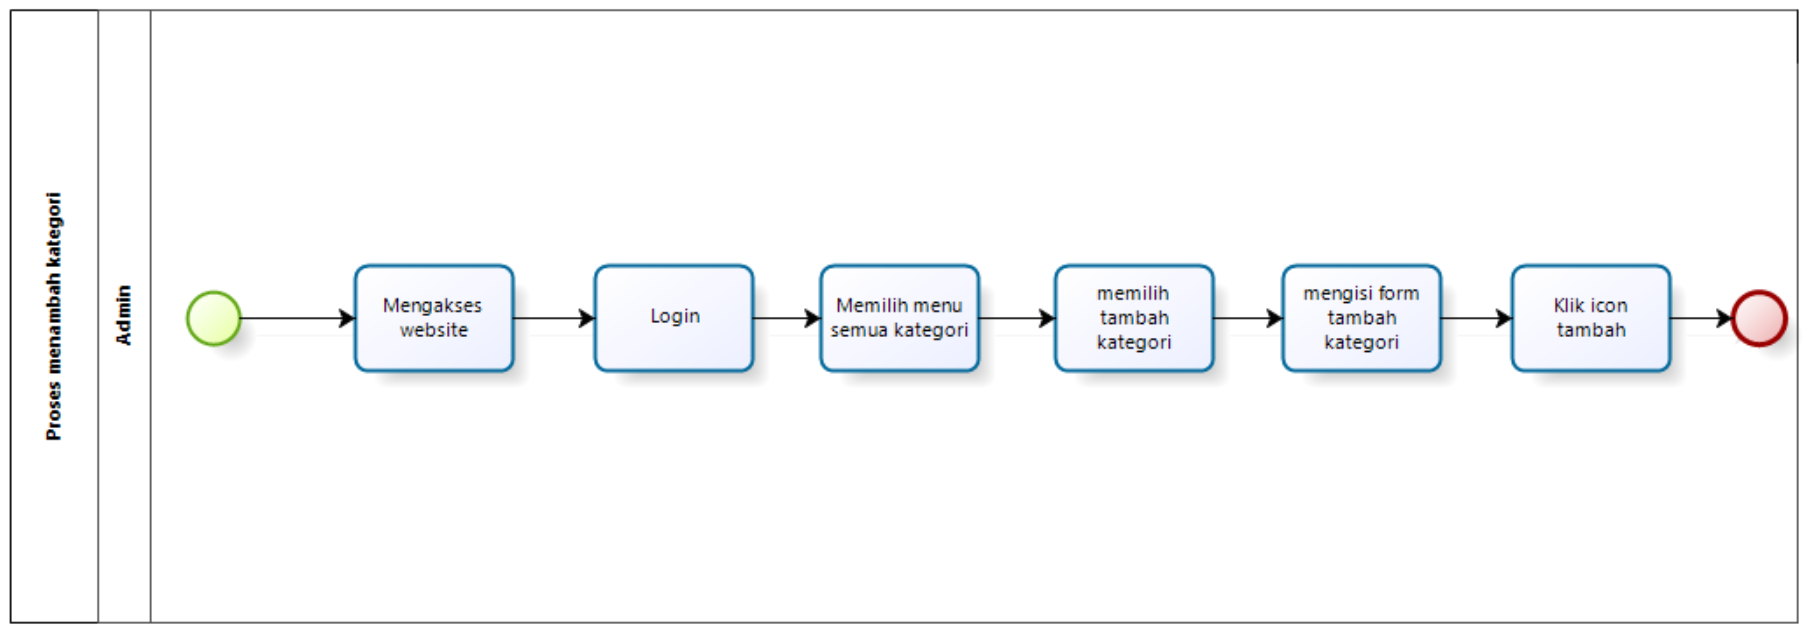 Proses menambah kategori
Admin
Mengakses
website
Login
Memilih menu
semua kategori
memilih
tambah
kategori
mengisi form
tambah
kategori
Klik icon
tambah